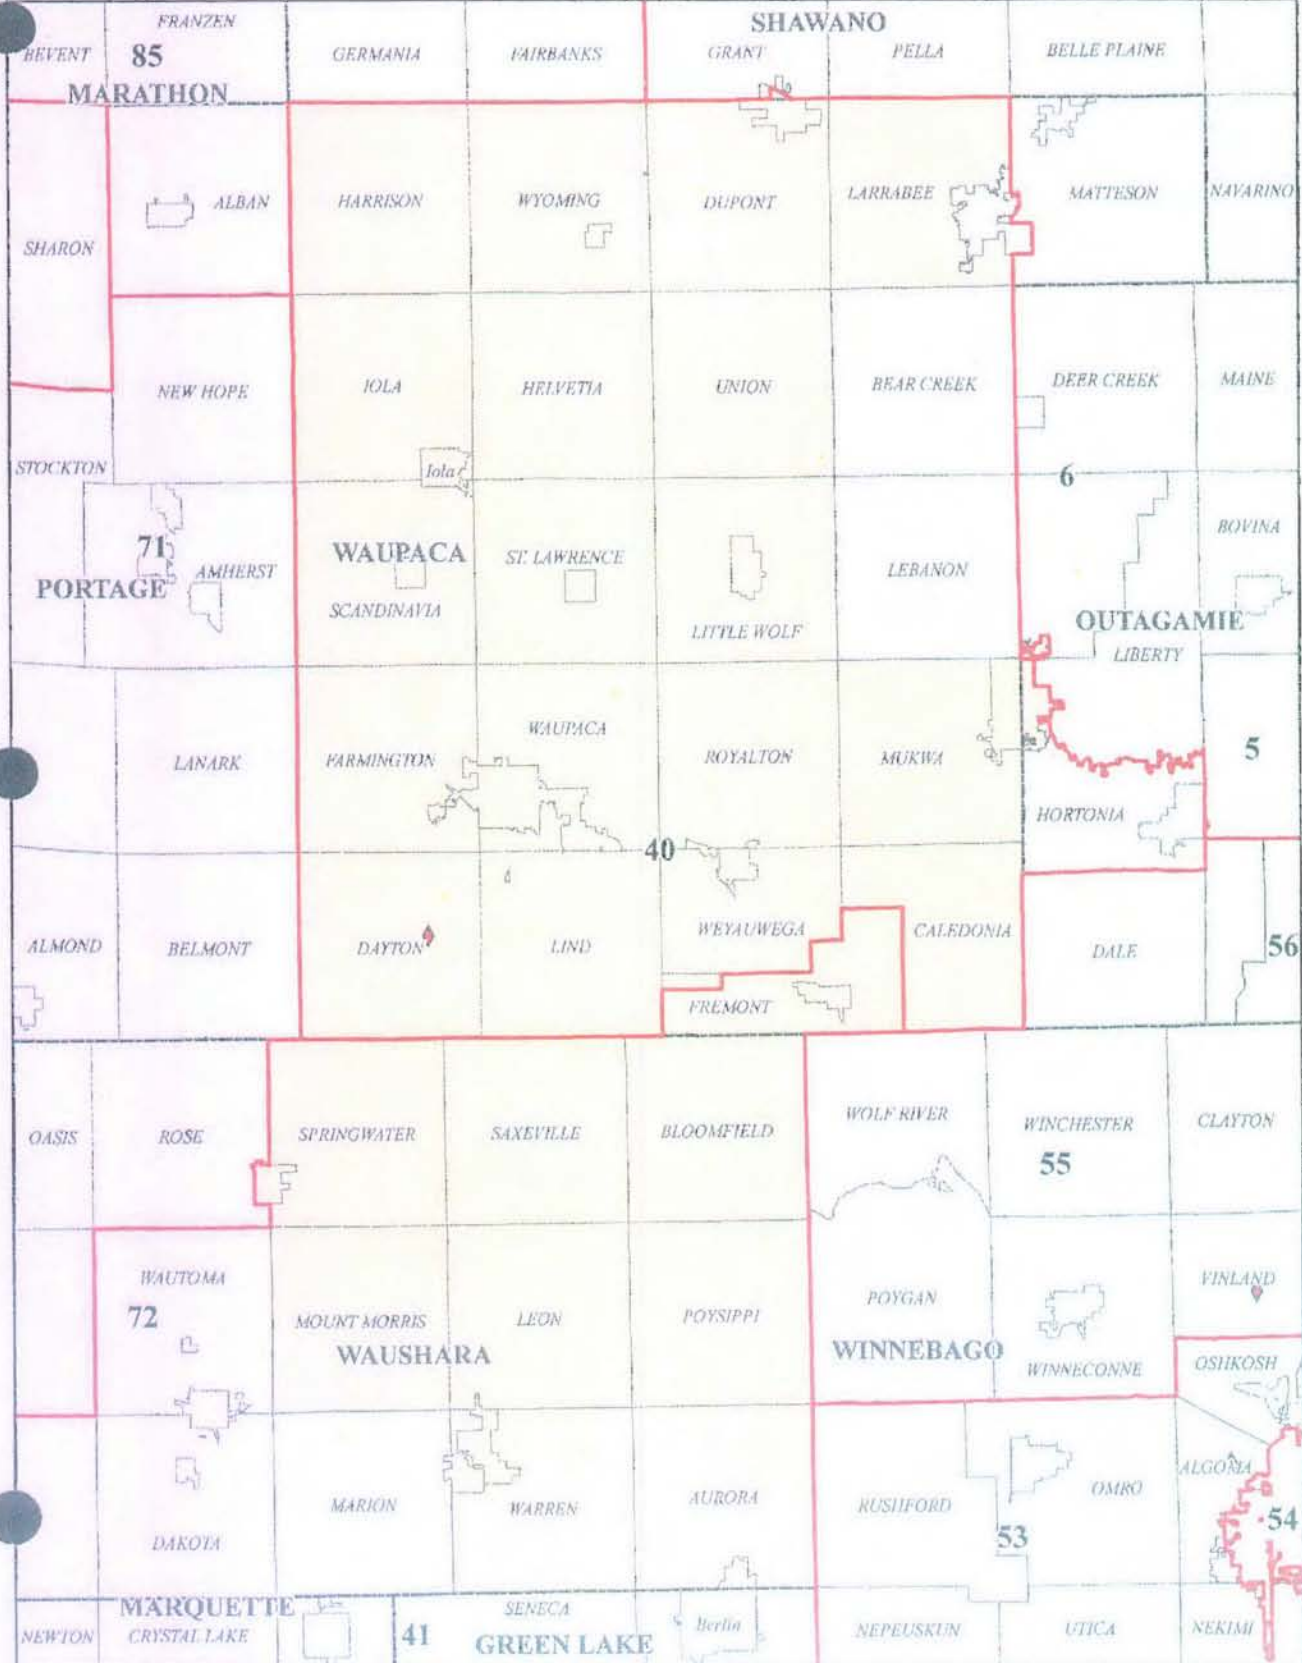 FRANZEN
SHAWANO
BEVENT
85
GERMANIA
FAIRBANKS
GRANT
PELLA
BELLE PLAINE
MARATHON
ALBAN
HARRISON
WYOMING
DUPONT
LARRABEE
MATTESON
NAVARINO
SHARON
NEW HOPE
IOLA
HELVETIA
UNION
BEAR CREEK
DEER CREEK
MAINE
STOCKTON
Iola
6
71
WAUPACA
ST. LAWRENCE
BOVINA
AMHERST
LEBANON
PORTAGE
SCANDINAVIA
LITTLE WOLF
OUTAGAMIE
LIBERTY
WAUPACA
LANARK
FARMINGTON
ROYALTON
MUKWA
5
HORTONIA
40
ALMOND
BELMONT
DAYTON
LIND
WEYAUWEGA
CALEDONIA
DALE
56
FREMONT
OASIS
ROSE
SPRINGWATER
SAXEVILLE
BLOOMFIELD
WOLF RIVER
WINCHESTER
CLAYTON
55
WAUTOMA
VINLAND
72
MOUNT MORRIS
LEON
POYSIPPI
POYGAN
WAUSHARA
WINNEBAGO
WINNECONNE
OSHKOSH
ALGOMA
MARION
WARREN
AURORA
RUSHFORD
OMRO
54
DAKOTA
53
MARQUETTE
SENECA
NEWTON
CRYSTAL LAKE
41
GREEN LAKE
Berlin
NEPEUSKUN
UTICA
NEKIMI